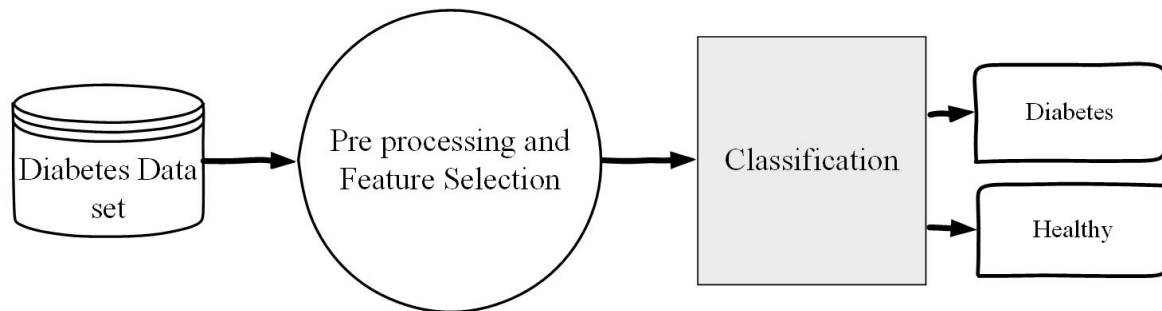 Diabetes Data
set
Pre processing and
Feature Selection
Classification
Diabetes
Healthy